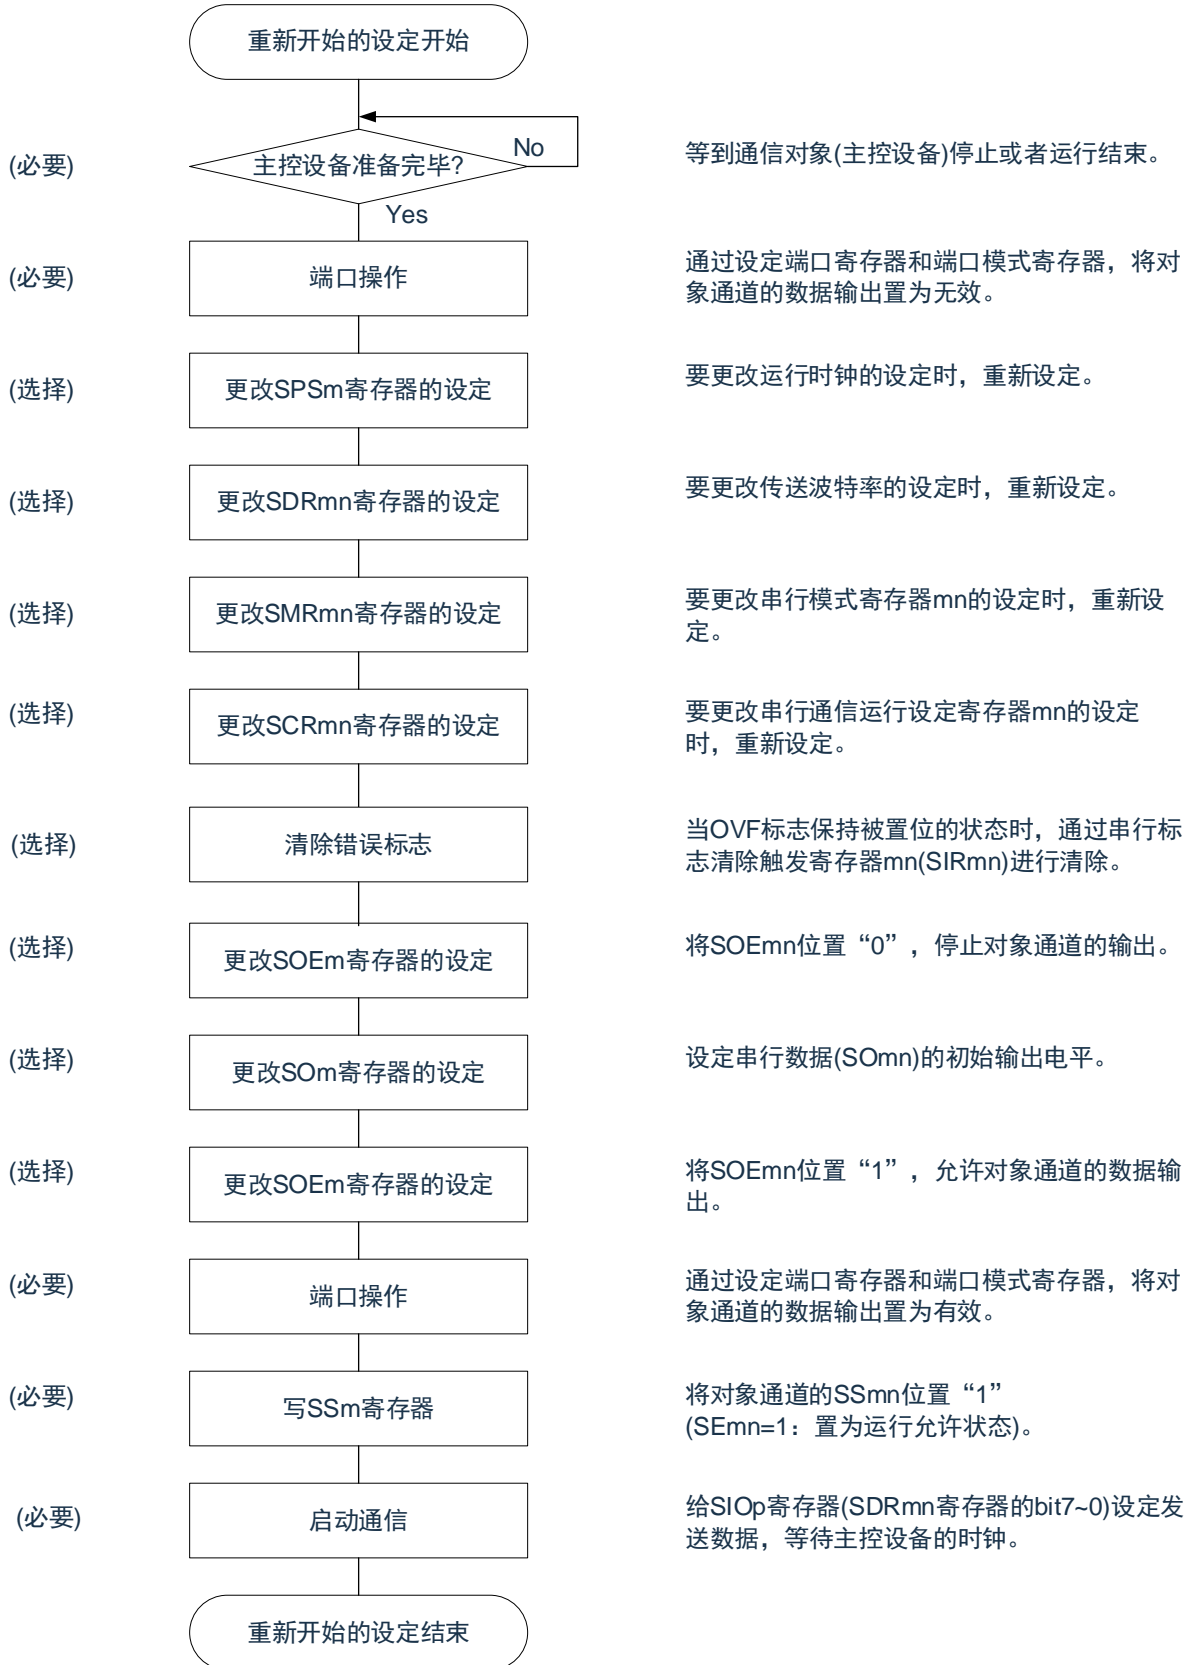 重新开始的设定开始
(必要)
主控设备准备完毕?
No
等到通信对象(主控设备)停止或者运行结束。
Yes
(必要)
端口操作
通过设定端口寄存器和端口模式寄存器，将对
象通道的数据输出置为无效。
(选择)
更改SPSm寄存器的设定
要更改运行时钟的设定时，重新设定。
(选择)
更改SDRmn寄存器的设定
要更改传送波特率的设定时，重新设定。
(选择)
更改SMRmn寄存器的设定
要更改串行模式寄存器mn的设定时，重新设
定。
(选择)
更改SCRmn寄存器的设定
要更改串行通信运行设定寄存器mn的设定
时，重新设定。
(选择)
清除错误标志
当OVF标志保持被置位的状态时，通过串行标
志清除触发寄存器mn(SIRmn)进行清除。
(选择)
更改SOEm寄存器的设定
将SOEmn位置“0”，停止对象通道的输出。
(选择)
更改SOm寄存器的设定
设定串行数据(SOmn)的初始输出电平。
(选择)
更改SOEm寄存器的设定
将SOEmn位置“1”，允许对象通道的数据输
出。
(必要)
端口操作
通过设定端口寄存器和端口模式寄存器，将对
象通道的数据输出置为有效。
(必要)
写SSm寄存器
将对象通道的SSmn位置“1”
(SEmn=1：置为运行允许状态)。
(必要)
启动通信
给SIOp寄存器(SDRmn寄存器的bit7~0)设定发
送数据，等待主控设备的时钟。
重新开始的设定结束